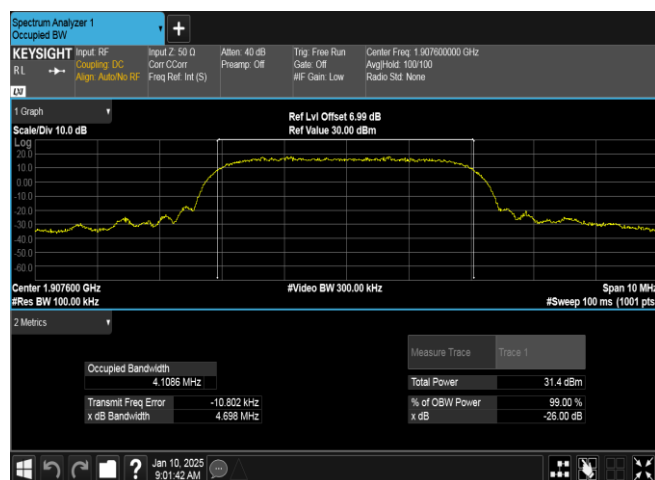 Spectrum Analyzer 1
Occupied BW
KEYSIGHT Input: RF Input Z: 50 Ω Atten: 40 dB Trig: Free Run Center Freq: 1.907600000 GHz
RL Coupling: DC Corr CCorr Preamp: Off Gate: Off Avg|Hold: 100/100
Align: Auto/No RF Freq Ref: Int (S) #IF Gain: Low Radio Std: None
LXI
1 Graph
Ref Lvl Offset 6.99 dB
Scale/Div 10.0 dB Ref Value 30.00 dBm
Log
20.0
10.0
0.00
-10.0
-20.0
-30.0
-40.0
-50.0
-60.0
Center 1.907600 GHz #Video BW 300.00 kHz Span 10 MHz
#Res BW 100.00 kHz #Sweep 100 ms (1001 pts
2 Metrics
Measure Trace Trace 1
Occupied Bandwidth
4.1086 MHz Total Power 31.4 dBm
Transmit Freq Error -10.802 kHz % of OBW Power 99.00 %
x dB Bandwidth 4.698 MHz x dB -26.00 dB
Jan 10, 2025
9:01:42 AM